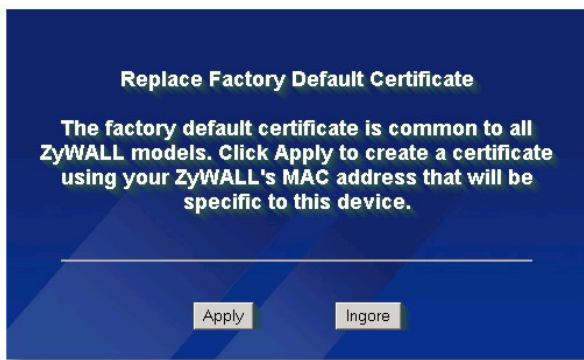 Replace Factory Default Certificate
The factory default certificate is common to all
ZyWALL models. Click Apply to create a certificate
using your ZyWALL's MAC address that will be
specific to this device.
Apply
Ingore